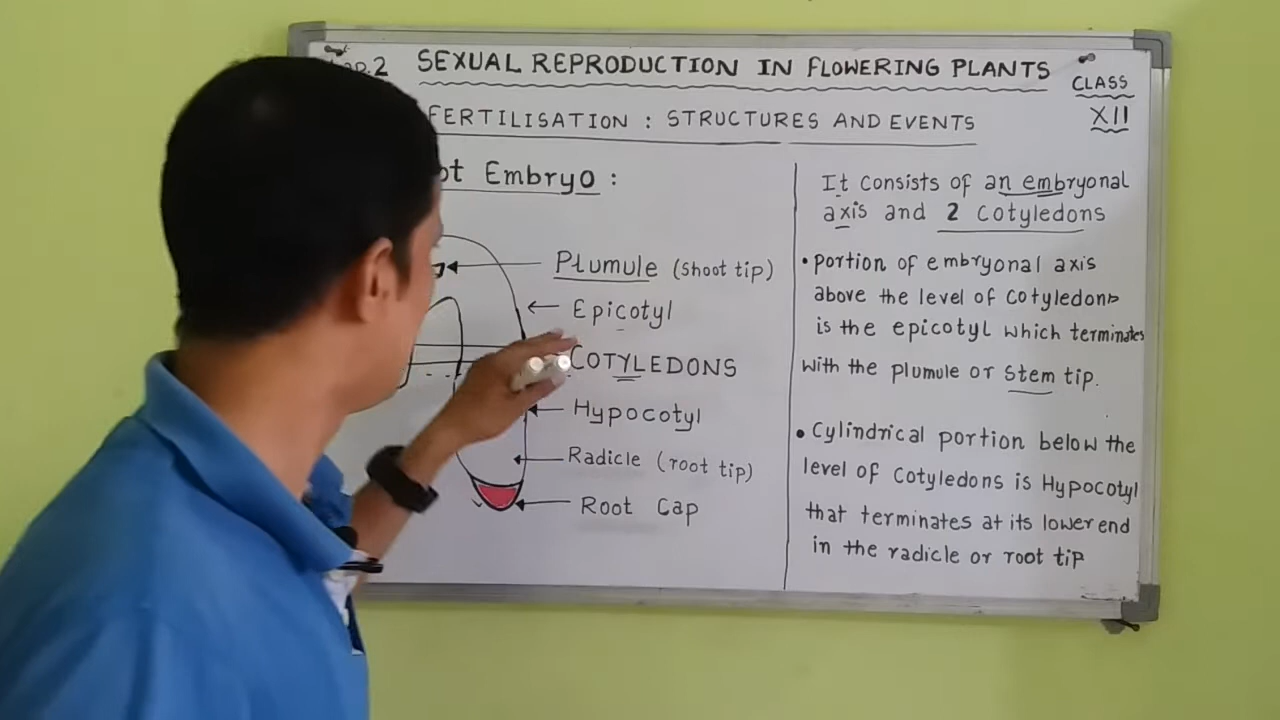 2 SEXUAL REPRODUCTION IN FLOWERING PLANTS
CLASS
XII
FERTILISATION : STRUCTURES AND EVENTS
ot Embryo :
Plumule (shoot tip)
Epicotyl
COTYLEDONS
Hypocotyl
Radicle (root tip)
Root Cap
It consists of an embryonal
axis and 2 Cotyledons
• portion of embryonal axis
above the level of Cotyledons
is the epicotyl which terminates
with the plumule or Stem tip.
• Cylindrical portion below the
level of Cotyledons is Hypocotyl
that terminates at its lower end
in the radicle or root tip